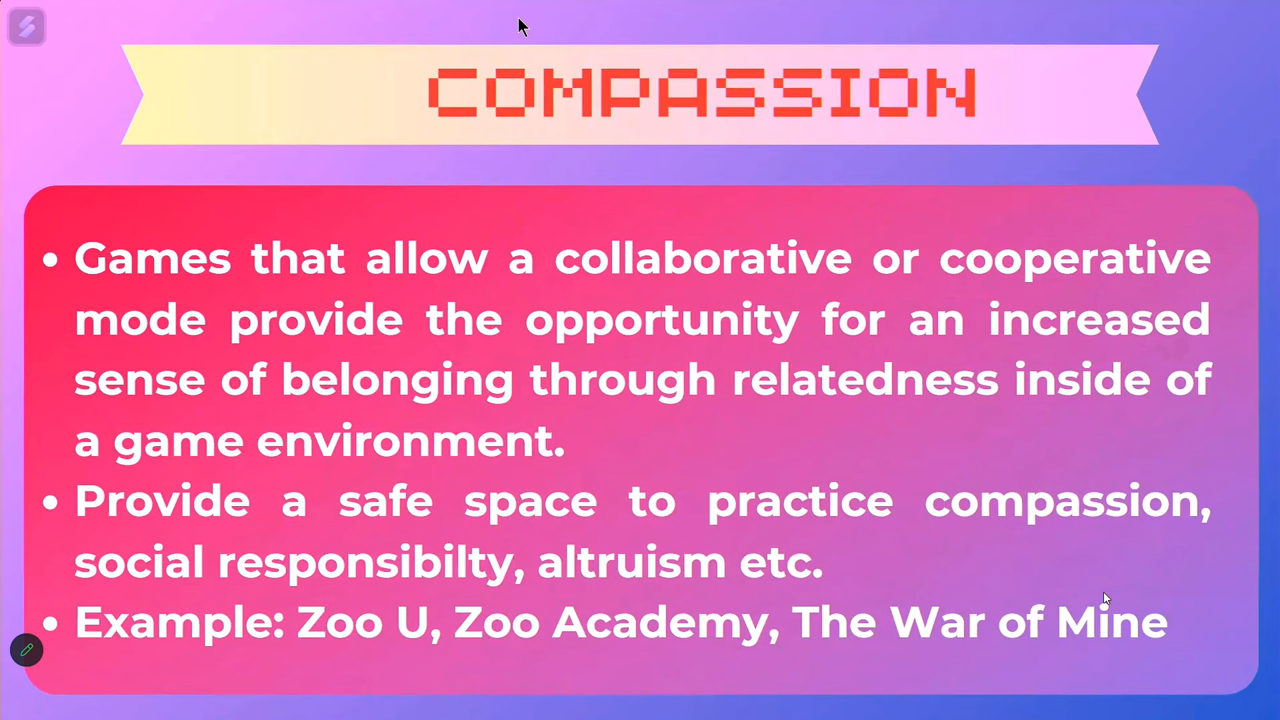 COMPASSION
• Games that allow a collaborative or cooperative
mode provide the opportunity for an increased
sense of belonging through relatedness inside of
a game environment.
• Provide a safe space to practice compassion,
social responsibilty, altruism etc.
• Example: Zoo U, Zoo Academy, The War of Mine